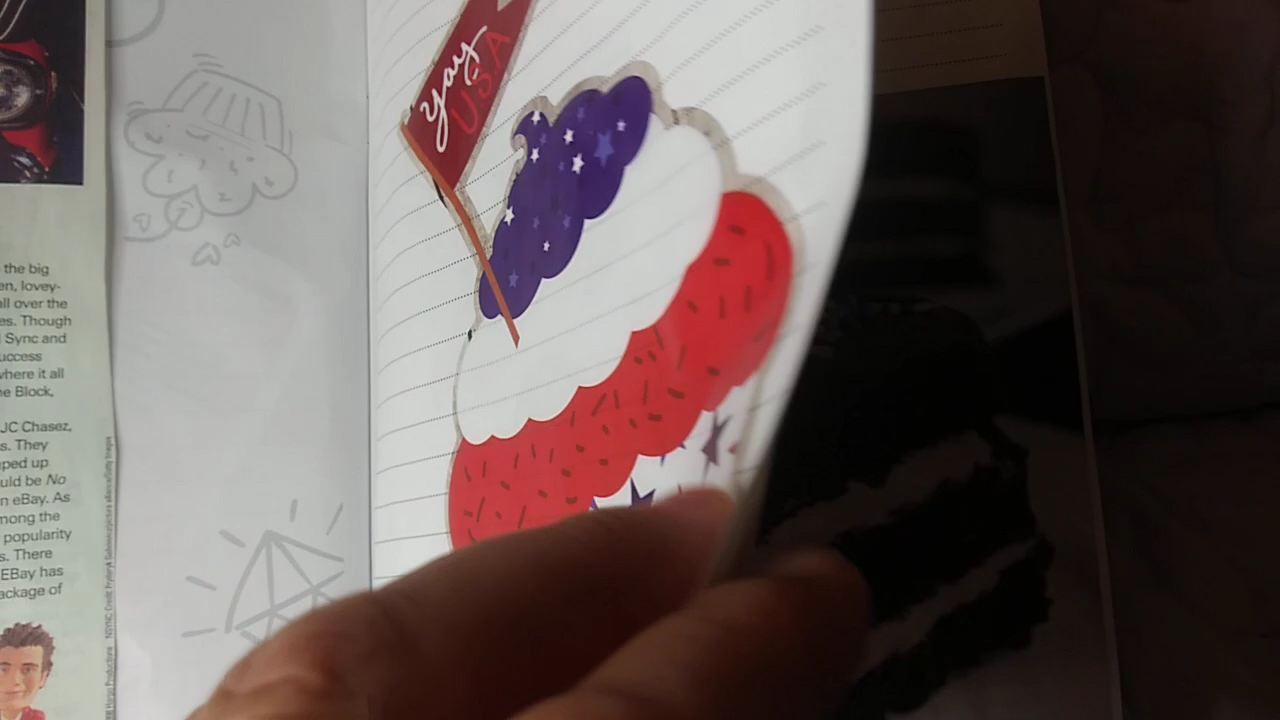 the big
en, lovey-
all over the
es. Though
Sync and
uccess
where it all
e Block,
JC Chasez,
s. They
ped up
uld be No
n eBay. As
mong the
popularity
s. There
EBay has
ackage of
yay
USA